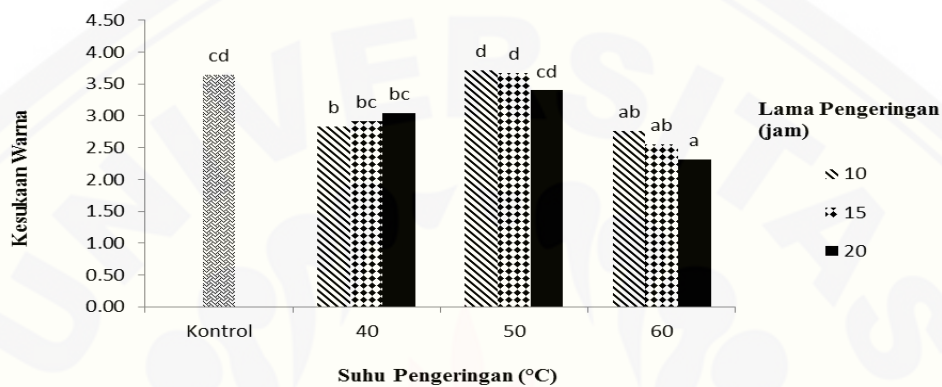 4.50
4.00
3.50
3.00
2.50
2.00
1.50
1.00
0.50
0.00
Kesukaan Warna
cd
b
bc
bc
d
d
cd
ab
ab
a
Kontrol
40
50
60
Suhu Pengeringan (°C)
Lama Pengeringan
(jam)
10
15
20
UNIVERSITAS